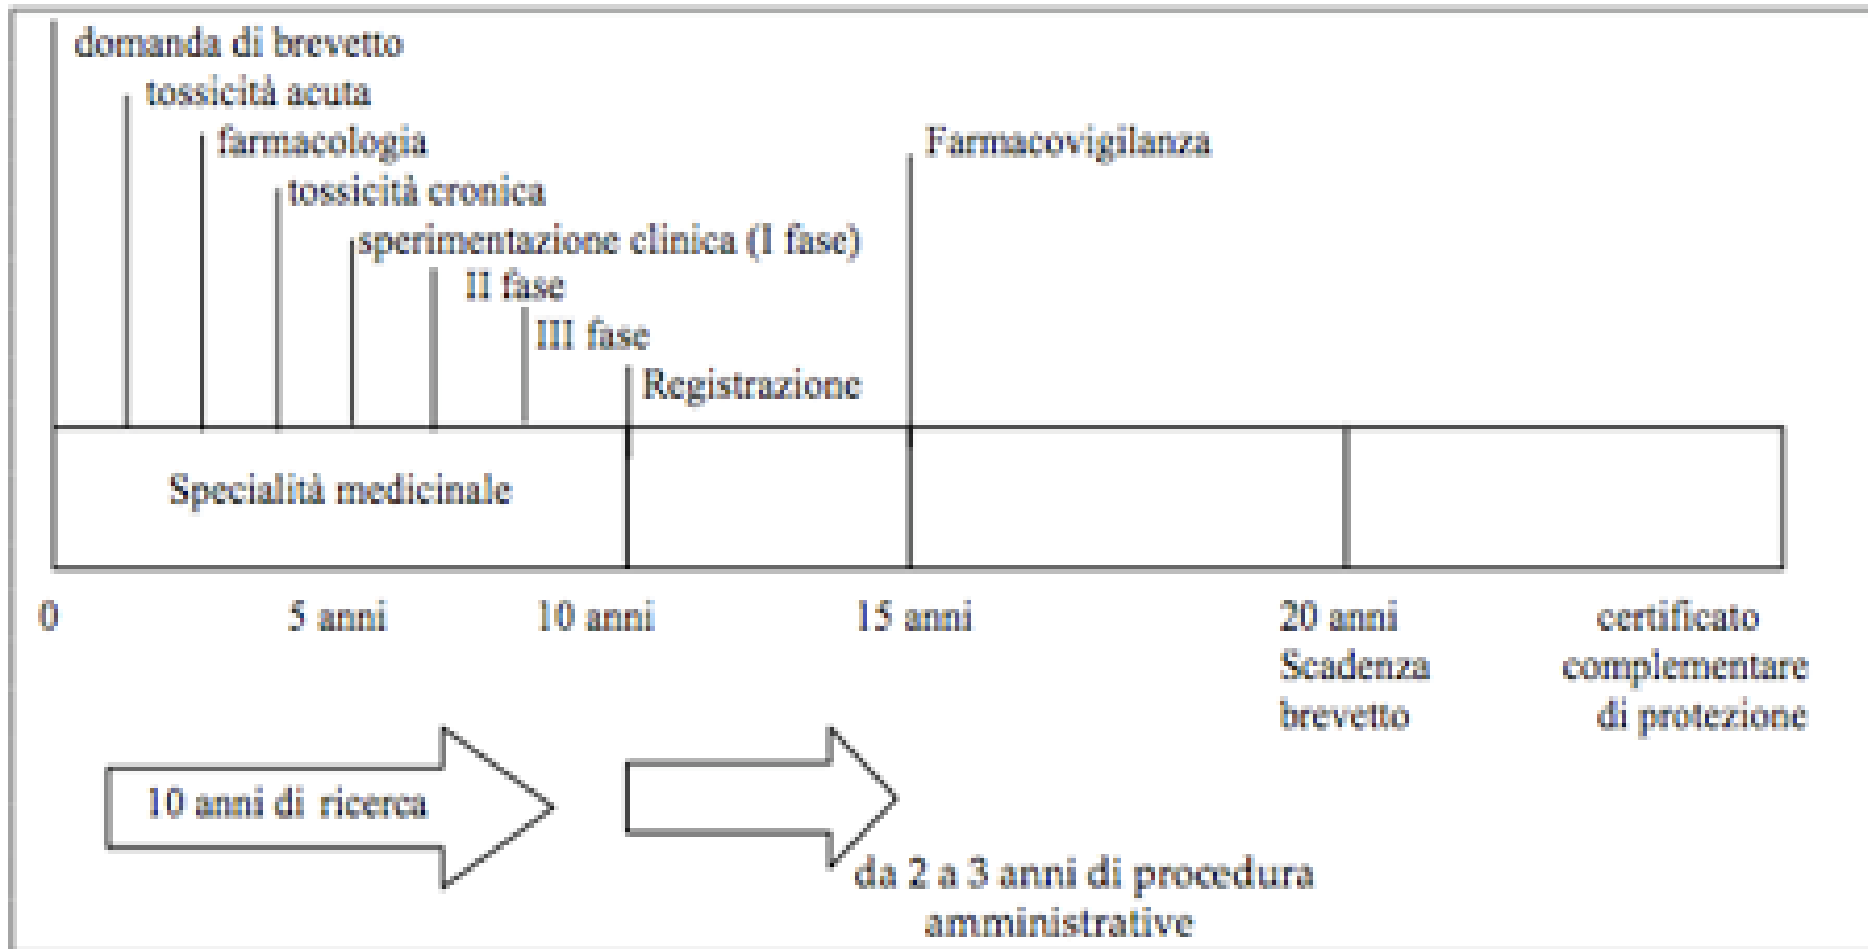 domanda di brevetto
tossicità acuta
farmacologia
Farmacovigilanza
tossicità cronica
sperimentazione clinica (I fase)
II fase
III fase
Registrazione
Specialità medicinale
0
5 anni
10 anni
15 anni
20 anni
Scadenza
brevetto
certificato
complementare
di protezione
10 anni di ricerca
da 2 a 3 anni di procedura
amministrative